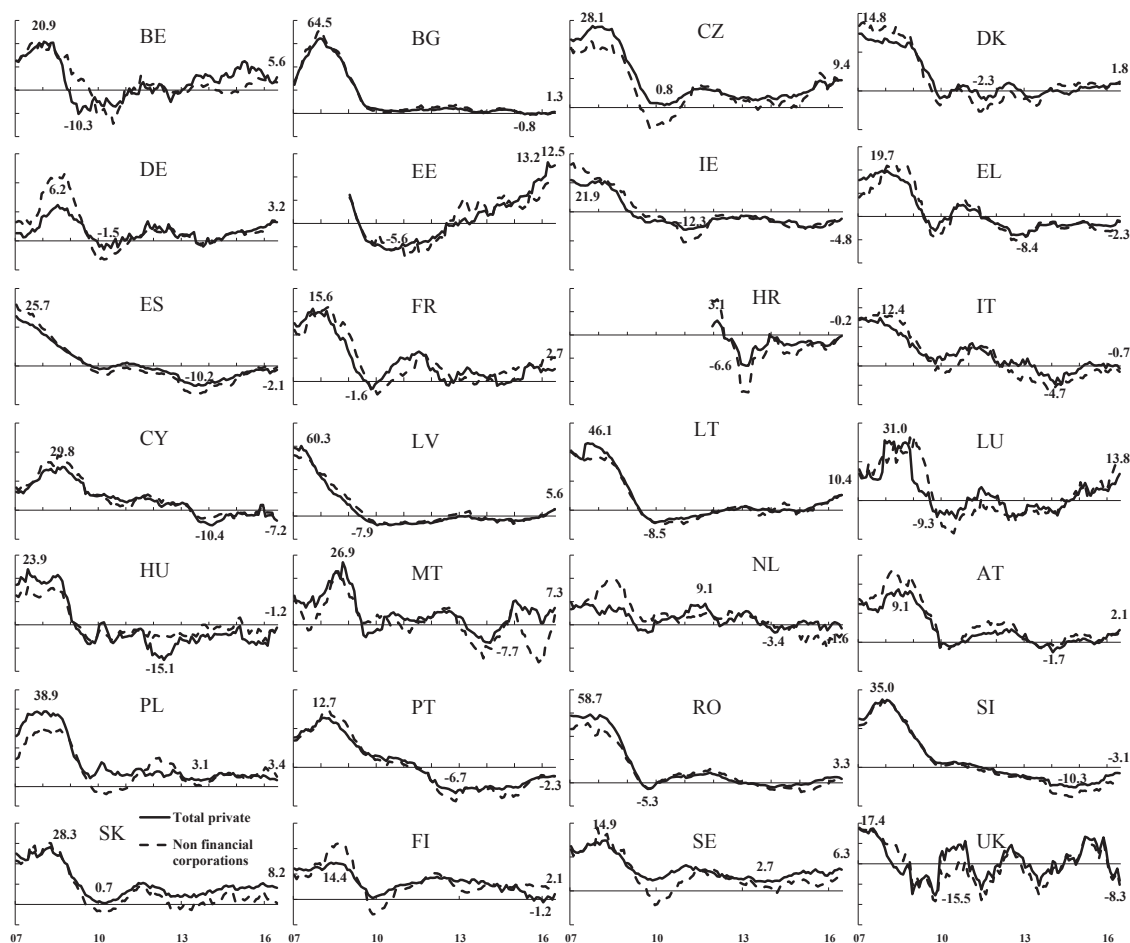 20.9 BE 5.6 -10.3
64.5 BG 1.3 -0.8
28.1 CZ 9.4 0.8
14.8 DK 1.8 -2.3
DE 6.2 3.2 -1.5
EE 13.2 12.5 -5.6
IE 21.9 -12.3 -4.8
19.7 EL -8.4 -2.3
ES 25.7 -10.2 -2.1
FR 15.6 2.7 -1.6
HR 3.1 -0.2 -6.6
IT 12.4 -0.7 -4.7
CY 29.8 -10.4 -7.2
LV 60.3 5.6 -7.9
LT 46.1 10.4 -8.5
LU 31.0 13.8 -9.3
HU 23.9 -1.2 -15.1
26.9 MT 7.3 -7.7
NL 9.1 -3.4 -1.6
AT 9.1 2.1 -1.7
PL 38.9 3.1 3.4
PT 12.7 -6.7 -2.3
RO 58.7 3.3 -5.3
35.0 SI -3.1 -10.3
Total private
Non financial
corporations
SK 28.3 8.2 0.7
FI 14.4 2.1 -1.2
14.9 SE 6.3 2.7
17.4 UK -15.5 -8.3
07 10 13 16
07 10 13 16
07 10 13 16
07 10 13 16